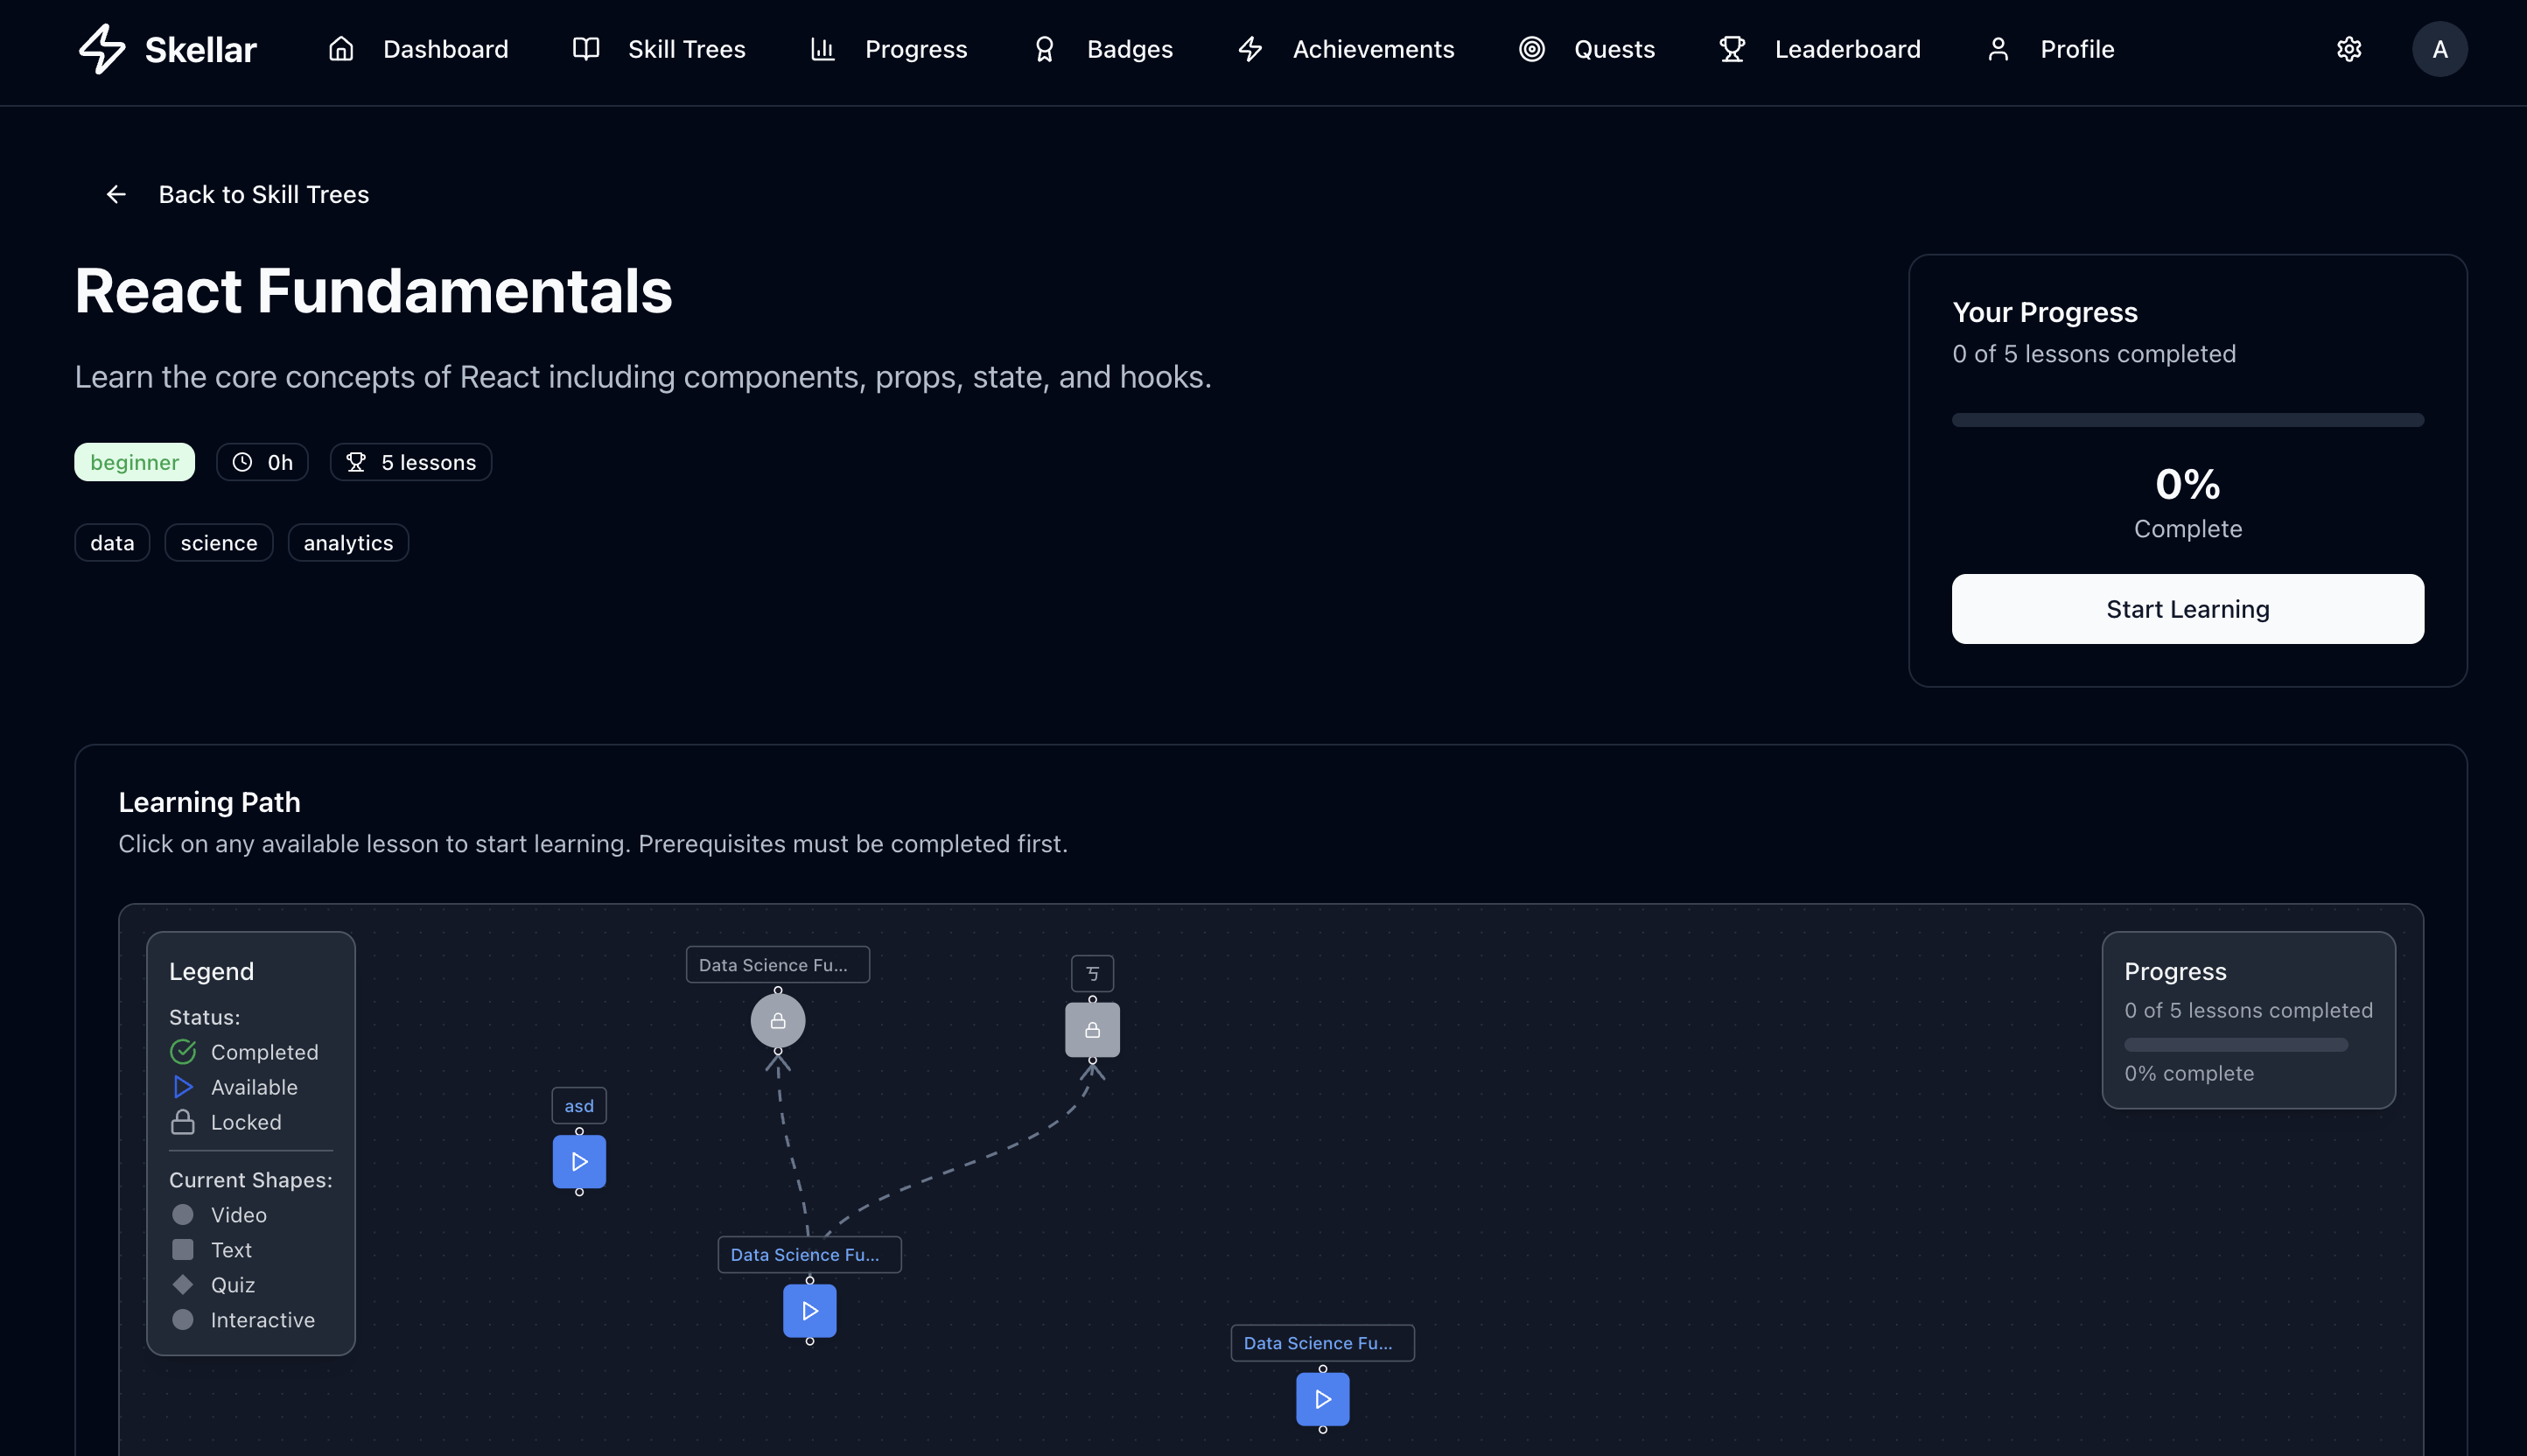 Skellar
Dashboard
Skill Trees
Progress
Badges
Achievements
Quests
Leaderboard
Profile
A
Back to Skill Trees
React Fundamentals
Learn the core concepts of React including components, props, state, and hooks.
beginner
0h
5 lessons
data
science
analytics
Your Progress
0 of 5 lessons completed
0%
Complete
Start Learning
Learning Path
Click on any available lesson to start learning. Prerequisites must be completed first.
Legend
Status:
Completed
Available
Locked
Current Shapes:
Video
Text
Quiz
Interactive
Data Science Fu...
asd
Data Science Fu...
Data Science Fu...
Progress
0 of 5 lessons completed
0% complete